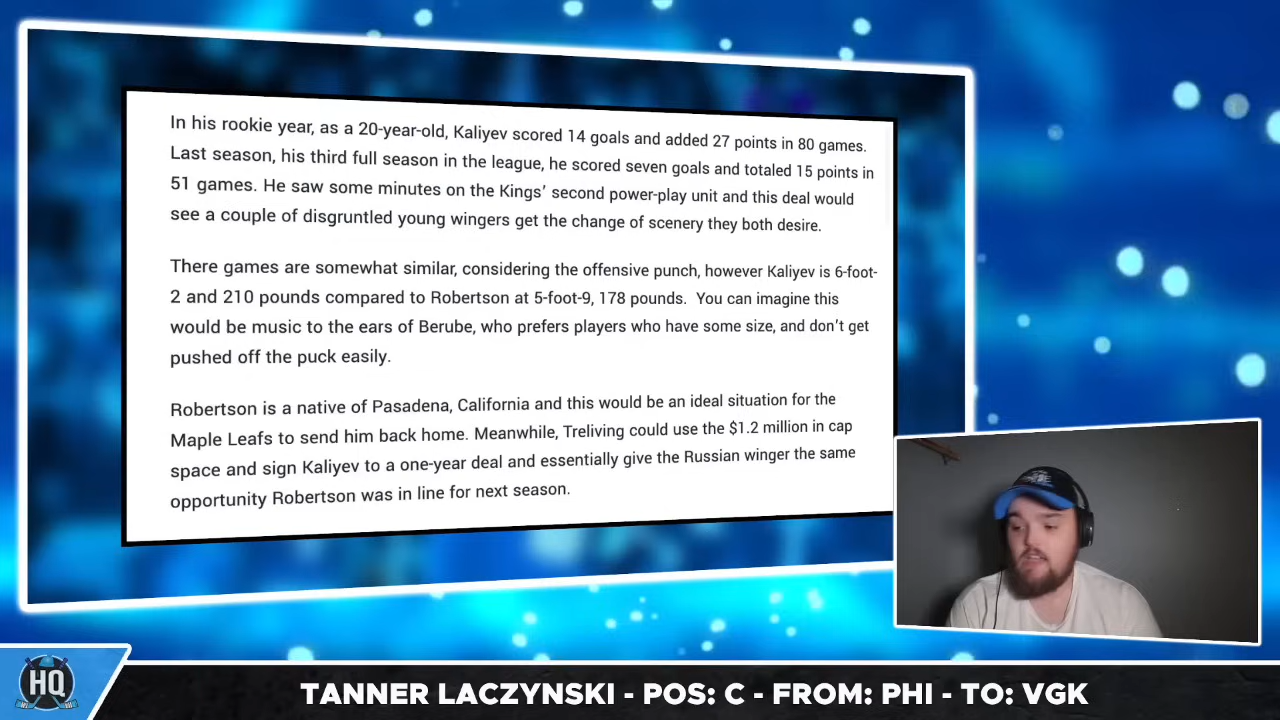 In his rookie year, as a 20-year-old, Kaliyev scored 14 goals and added 27 points in 80 games.
Last season, his third full season in the league, he scored seven goals and totaled 15 points in
51 games. He saw some minutes on the Kings’ second power-play unit and this deal would
see a couple of disgruntled young wingers get the change of scenery they both desire.
There games are somewhat similar, considering the offensive punch, however Kaliyev is 6-foot-
2 and 210 pounds compared to Robertson at 5-foot-9, 178 pounds. You can imagine this
would be music to the ears of Berube, who prefers players who have some size, and don’t get
pushed off the puck easily.
Robertson is a native of Pasadena, California and this would be an ideal situation for the
Maple Leafs to send him back home. Meanwhile, Treliving could use the $1.2 million in cap
space and sign Kaliyev to a one-year deal and essentially give the Russian winger the same
opportunity Robertson was in line for next season.
HQ
TANNER LACZYNSKI - POS: C - FROM: PHI - TO: VGK